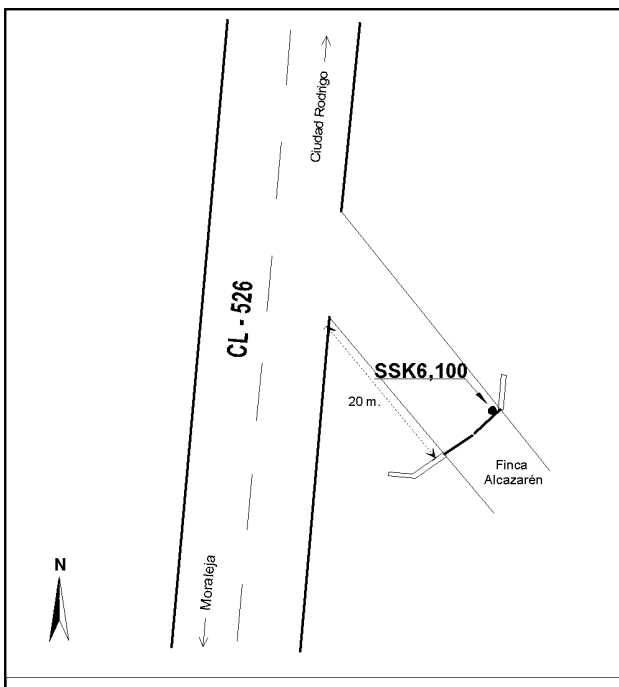 Ciudad Rodrigo
CL - 526
SSK6,100
20 m.
Finca
Alcazarén
Moraleja
N